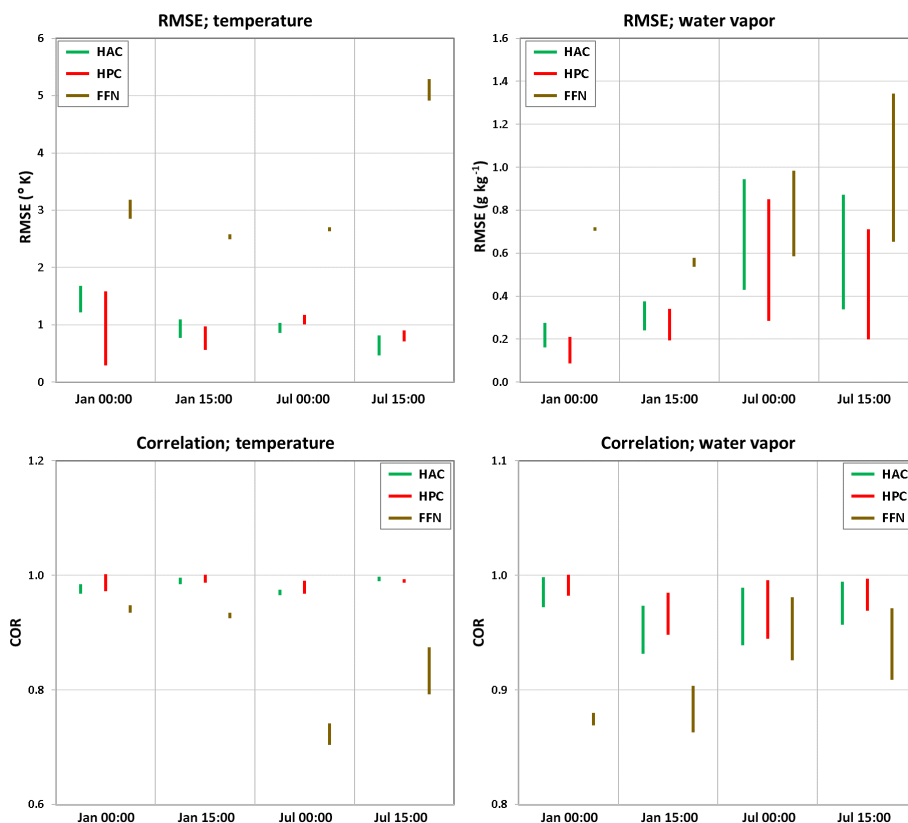 RMSE; temperature
6
5
4
3
2
1
0
RMSE (° K)
HAC
HPC
FFN
Jan 00:00 Jan 15:00 Jul 00:00 Jul 15:00
RMSE; water vapor
1.6
1.4
1.2
1.0
0.8
0.6
0.4
0.2
0.0
RMSE (g kg⁻¹)
HAC
HPC
FFN
Jan 00:00 Jan 15:00 Jul 00:00 Jul 15:00
Correlation; temperature
1.2
1.0
0.8
0.6
COR
HAC
HPC
FFN
Jan 00:00 Jan 15:00 Jul 00:00 Jul 15:00
Correlation; water vapor
1.1
1.0
0.9
0.8
COR
HAC
HPC
FFN
Jan 00:00 Jan 15:00 Jul 00:00 Jul 15:00